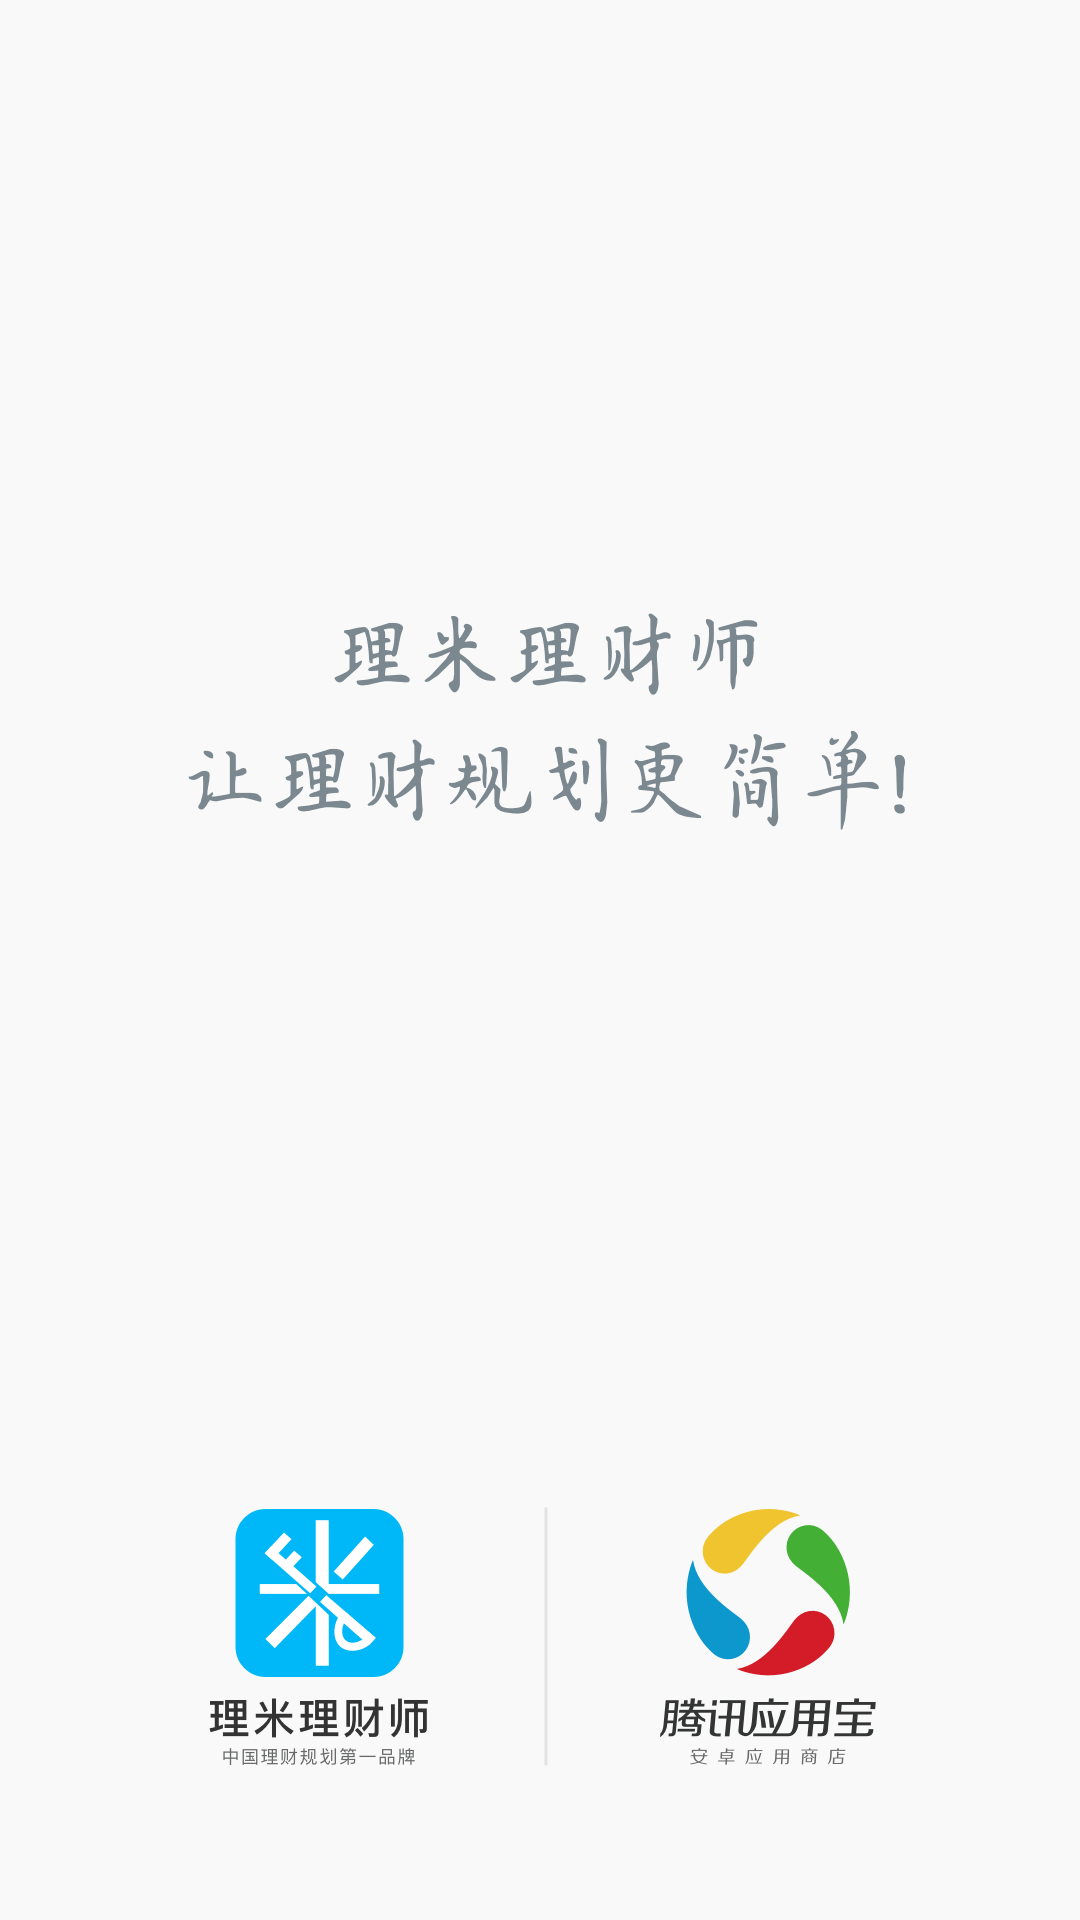 理米理财师
让理财规划更简单!
理米理财师
中国理财规划第一品牌
腾讯应用宝
安卓应用商店